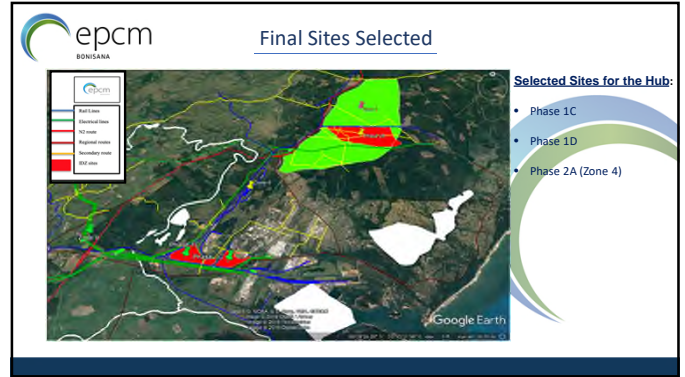 epcm
BONISANA
Final Sites Selected
epcm
Rail Lines
Electrical lines
N2 route
Regional routes
Secondary route
IDZ sites
Selected Sites for the Hub:
• Phase 1C
• Phase 1D
• Phase 2A (Zone 4)
Google Earth